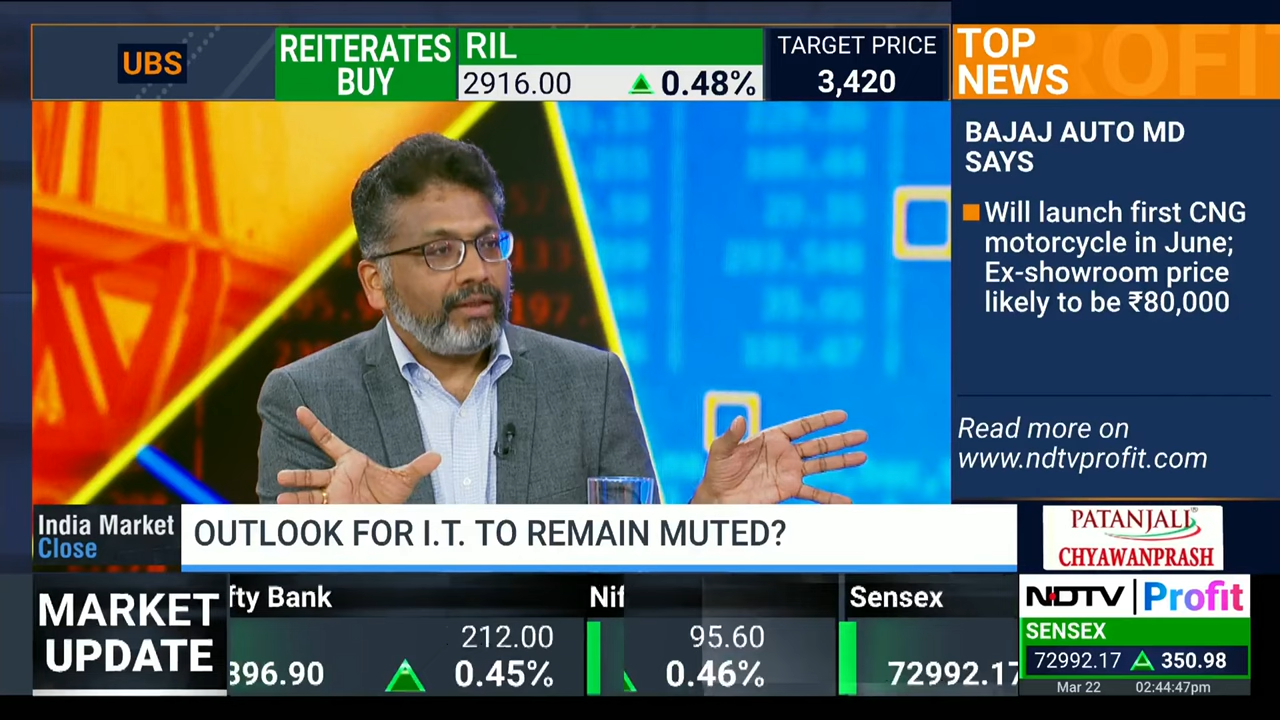 UBS
REITERATES
BUY
RIL
2916.00 ▲ 0.48%
TARGET PRICE
3,420
TOP
NEWS
BAJAJ AUTO MD
SAYS
Will launch first CNG
motorcycle in June;
Ex-showroom price
likely to be ₹80,000
Read more on
www.ndtvprofit.com
India Market
Close
OUTLOOK FOR I.T. TO REMAIN MUTED?
PATANJALI
CHYAWANPRASH
MARKET
UPDATE
fty Bank
212.00
396.90 ▲ 0.45%
Nif
95.60
0.46%
Sensex
72992.17
NDTV Profit
SENSEX
72992.17 ▲ 350.98
Mar 22 02:44:47pm